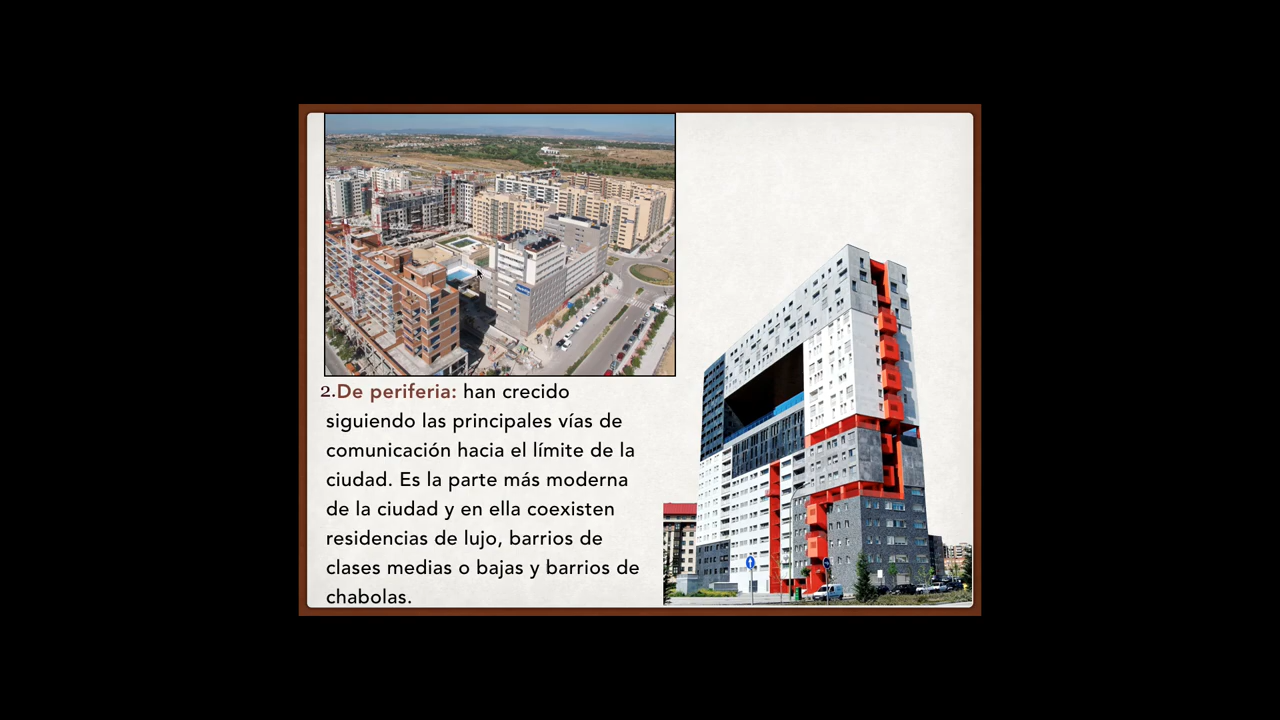 2.De periferia: han crecido
siguiendo las principales vías de
comunicación hacia el límite de la
ciudad. Es la parte más moderna
de la ciudad y en ella coexisten
residencias de lujo, barrios de
clases medias o bajas y barrios de
chabolas.